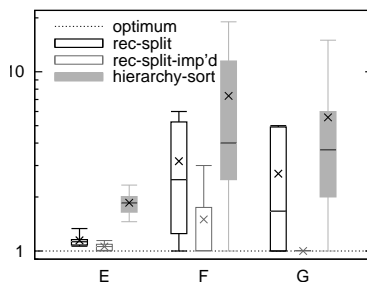 optimum
rec-split
rec-split-imp'd
hierarchy-sort
10
1
E F G